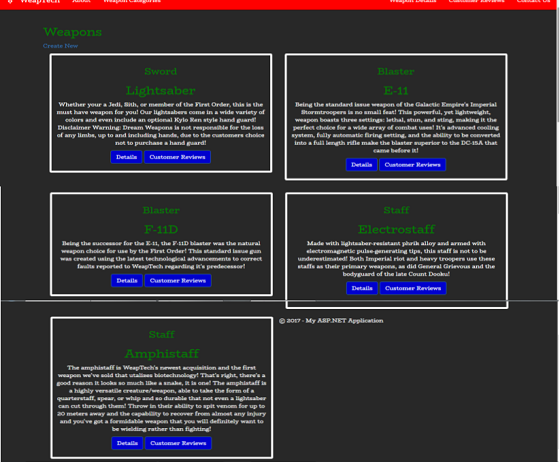 WeapTech About Weapon Categories Weapon Details Customer Reviews Contact Us
Weapons
Create New
Sword
Lightsaber
Whether your a Jedi, Sith, or member of the First Order, this is the
must have weapon for you! Our lightsabers come in a wide variety of
colors and even include an optional Kylo Ren style hand guard!
Disclaimer Warning: Dream Weapons is not responsible for the loss
of any limbs, up to and including hands, due to the customers choice
not to purchase a hand guard!
Details Customer Reviews
Blaster
E-11
Being the standard issue weapon of the Galactic Empire's Imperial
Stormtroopers is no small feat! This powerful, yet lightweight,
weapon boasts three settings: lethal, stun, and sting, making it the
perfect choice for a wide array of combat uses! It's advanced cooling
system, fully automatic firing setting, and the ability to be converted
into a full length rifle make the blaster superior to the DC-15A that
came before it!
Details Customer Reviews
Blaster
F-11D
Being the successor for the E-11, the F-11D blaster was the natural
weapon choice for use by the First Order! This standard issue gun
was created using the latest technological advancements to correct
faults reported to WeapTech regarding it's predecessor!
Details Customer Reviews
Staff
Electrostaff
Made with lightsaber-resistant phrik alloy and armed with
electromagnetic pulse-generating tips, this staff is not to be
underestimated! Both Imperial riot and heavy troopers use these
staffs as their primary weapons, as did General Grievous and the
bodyguard of the late Count Dooku!
Details Customer Reviews
Staff
Amphistaff
The amphistaff is WeapTech's newest acquisition and the first
weapon we've sold that utalises biotechnology! That's right, there's a
good reason it looks so much like a snake, it is one! The amphistaff is
a highly versatile creature/weapon, able to take the form of a
quarterstaff, spear, or whip and so durable that not even a lightsaber
can cut through them! Throw in their ability to spit venom for up to
20 meters away and the capability to recover from almost any injury
and you've got a formidable weapon that you will definitely want to
be wielding rather than fighting!
Details Customer Reviews
© 2017 - My ASP.NET Application